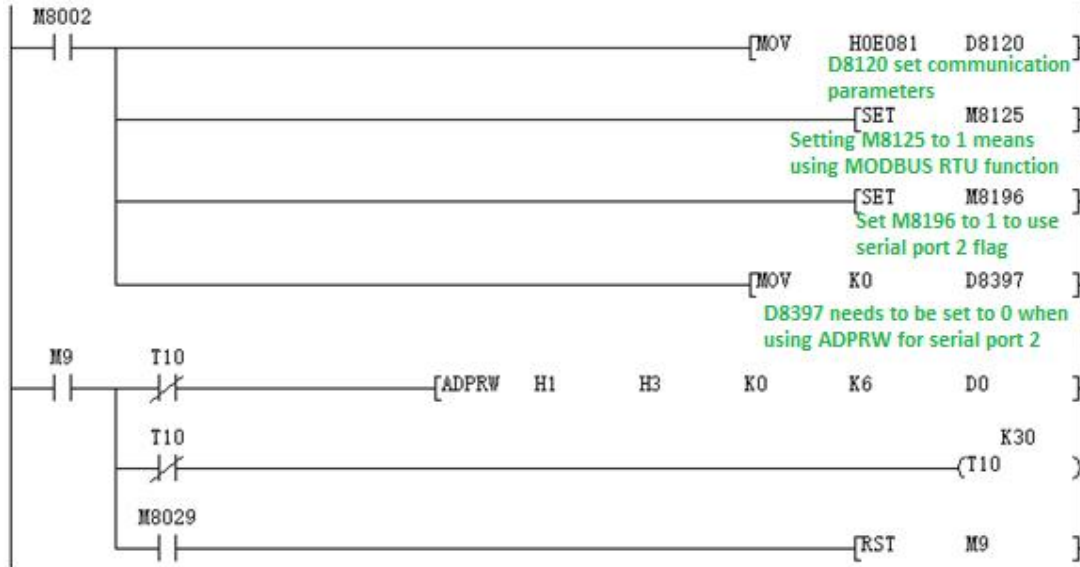 M8002
[MOV H0E081 D8120 ]
D8120 set communication
parameters
[SET M8125 ]
Setting M8125 to 1 means
using MODBUS RTU function
[SET M8196 ]
Set M8196 to 1 to use
serial port 2 flag
[MOV K0 D8397 ]
D8397 needs to be set to 0 when
using ADPRW for serial port 2
M9 T10
[ADPRW H1 H3 K0 K6 D0 ]
T10 K30
(T10 )
M8029
[RST M9 ]